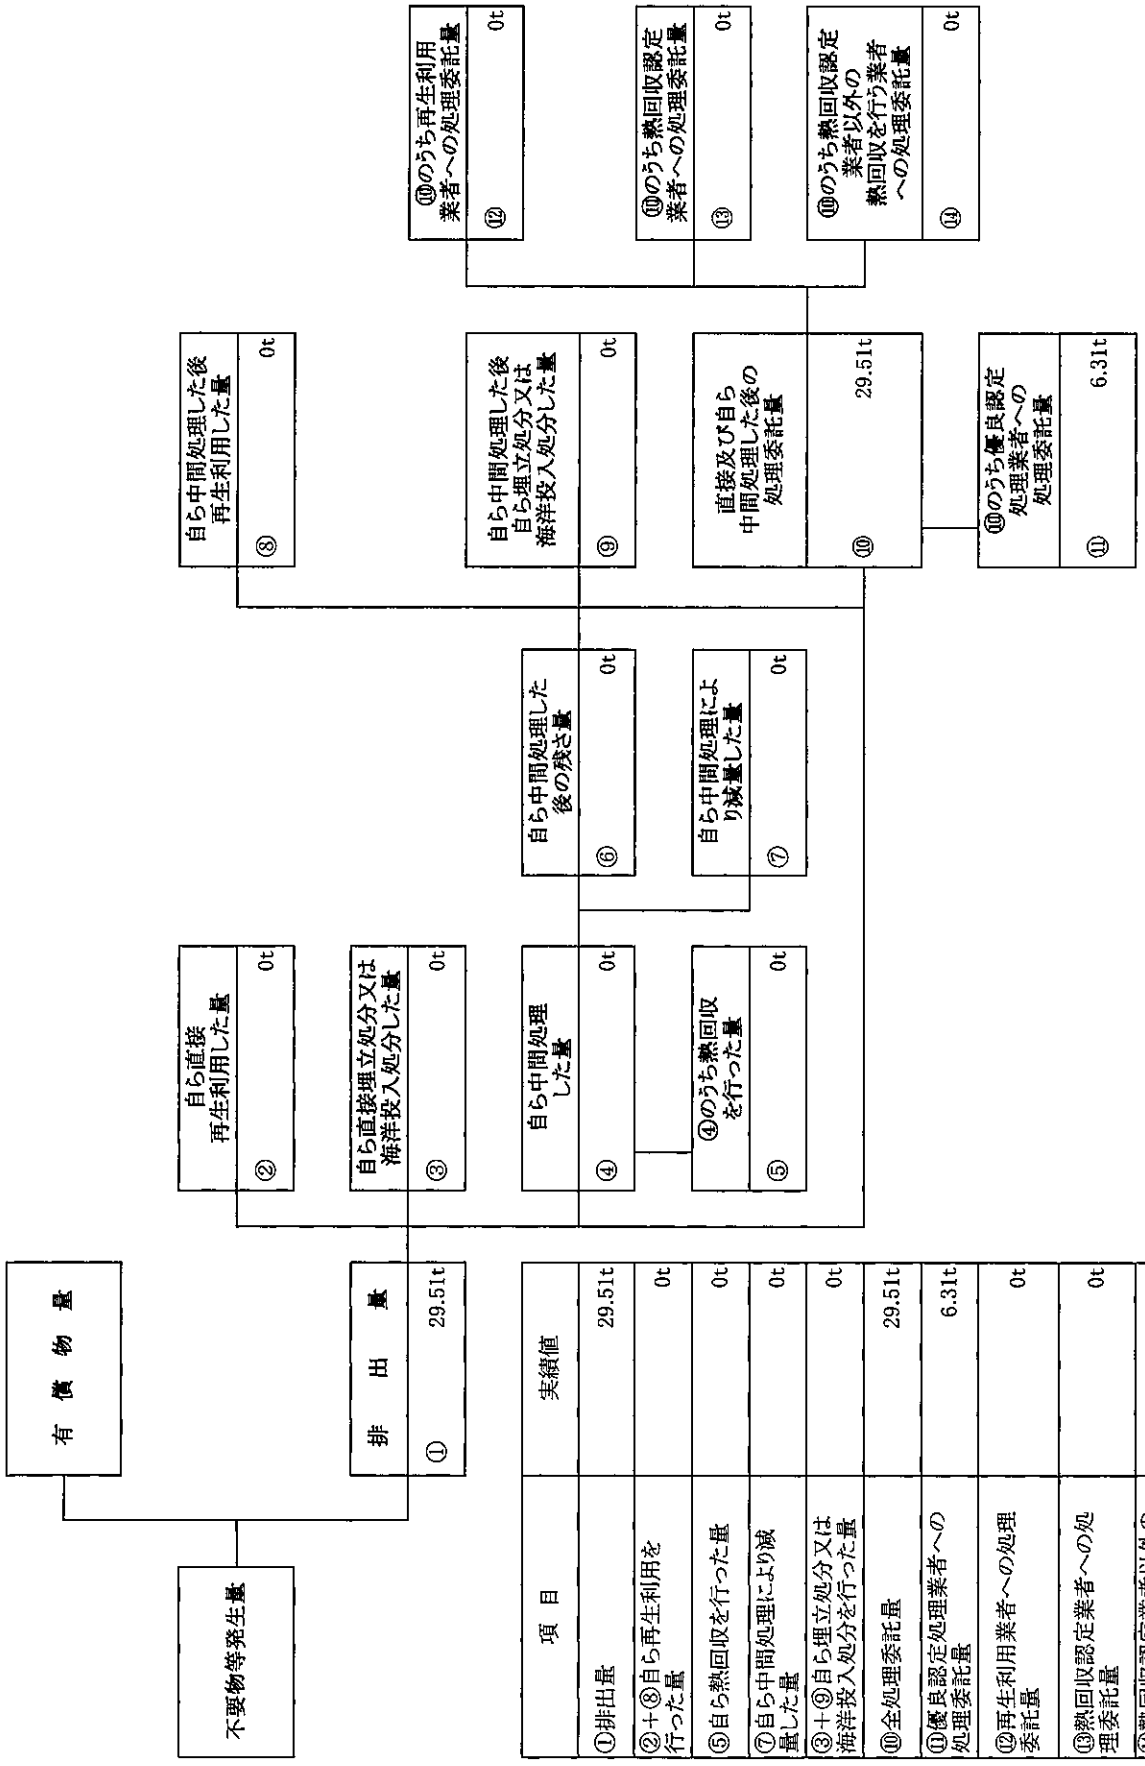 不要物等発生量
有 償 物 量
排 出 量
① 29.51t
自ら直接
再生利用した量
② 0t
自ら直接埋立処分又は
海洋投入処分した量
③ 0t
自ら中間処理
した量
④ 0t
④のうち熱回収
を行った量
⑤ 0t
自ら中間処理した
後の残さ量
⑥ 0t
自ら中間処理によ
り減量した量
⑦ 0t
自ら中間処理した後
再生利用した量
⑧ 0t
自ら中間処理した後
自ら埋立処分又は
海洋投入処分した量
⑨ 0t
直接及び自ら
中間処理した後の
処理委託量
⑩ 29.51t
⑩のうち優良認定
処理業者への
処理委託量
⑪ 6.31t
⑩のうち再生利用
業者への処理委託量
⑫ 0t
⑩のうち熱回収認定
業者への処理委託量
⑬ 0t
⑩のうち熱回収認定
業者以外の
熱回収を行う業者
への処理委託量
⑭ 0t
項 目 実績値
①排出量 29.51t
②+⑧自ら再生利用を
行った量 0t
⑤自ら熱回収を行った量 0t
⑦自ら中間処理により減
量した量 0t
③+⑨自ら埋立処分又は
海洋投入処分を行った量 0t
⑩全処理委託量 29.51t
⑪優良認定処理業者への
処理委託量 6.31t
⑫再生利用業者への処理
委託量 0t
⑬熱回収認定業者への処
理委託量 0t